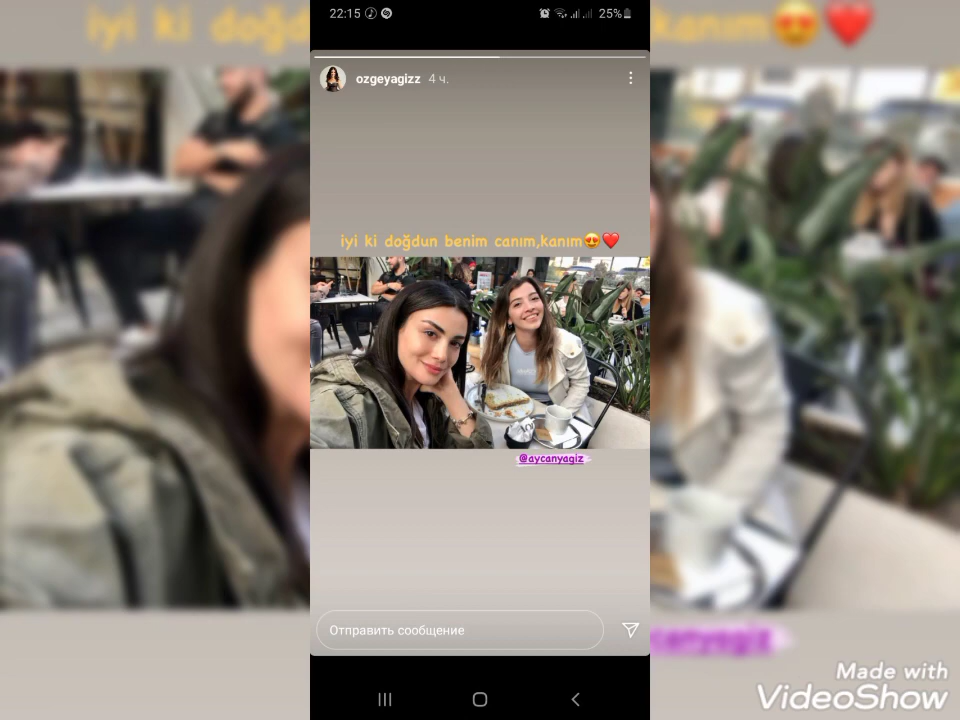 22:15
25%
ozgeyagizz 4 ч.
iyi ki doğdun benim canım,kanım😍❤️
@aycanyagiz
Отправить сообщение
Made with
VideoShow